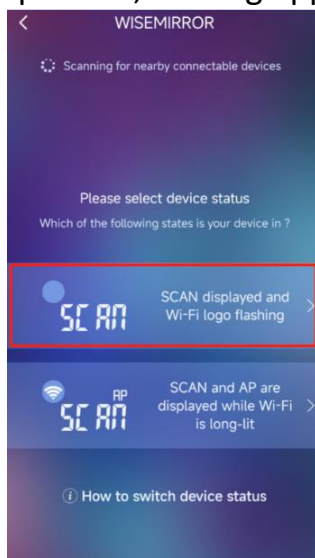 WISEMIRROR
Scanning for nearby connectable devices
Please select device status
Which of the following states is your device in ?
SCAN
SCAN displayed and
Wi-Fi logo flashing
AP
SCAN
SCAN and AP are
displayed while Wi-Fi
is long-lit
How to switch device status